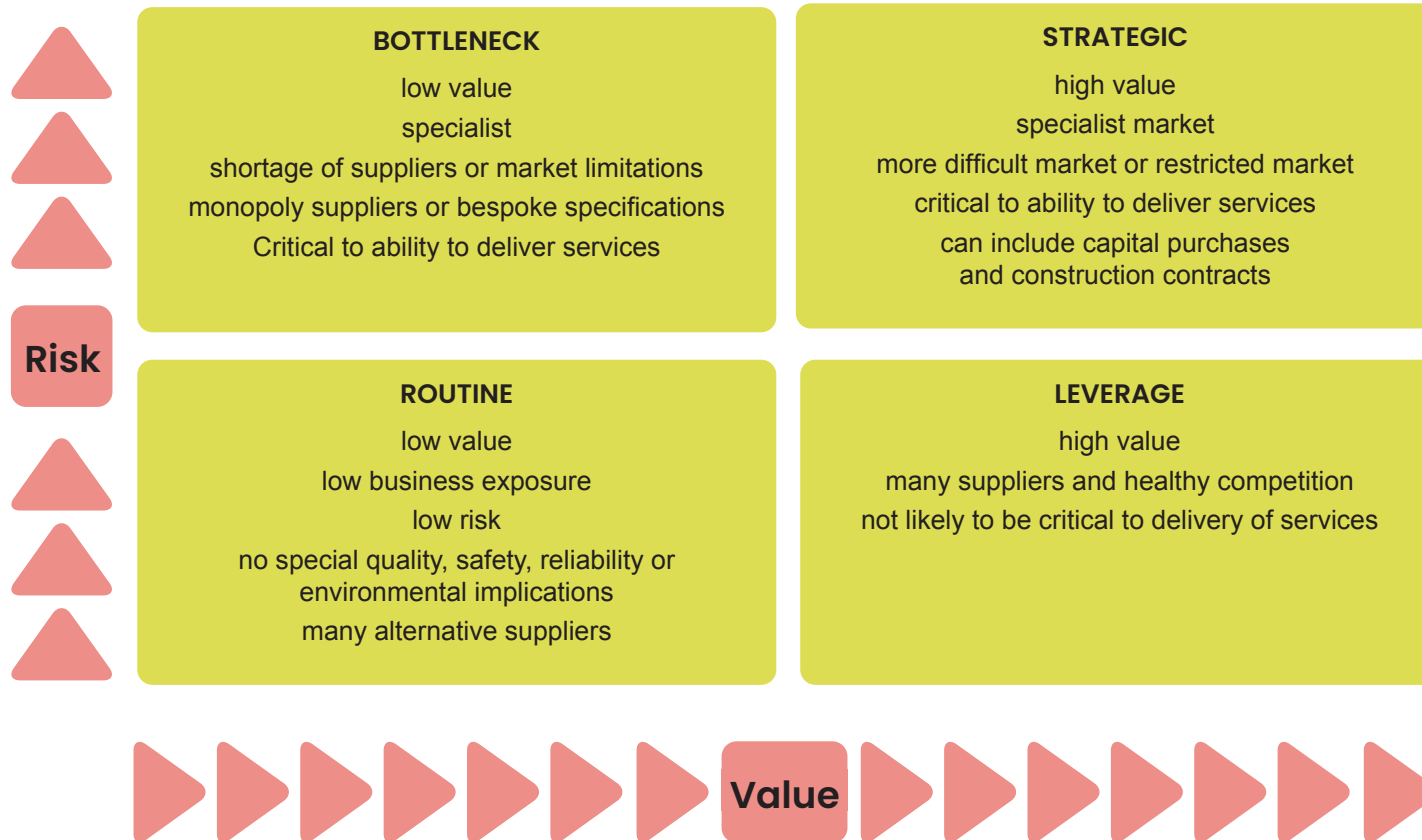 BOTTLENECK
low value
specialist
shortage of suppliers or market limitations
monopoly suppliers or bespoke specifications
Critical to ability to deliver services
STRATEGIC
high value
specialist market
more difficult market or restricted market
critical to ability to deliver services
can include capital purchases
and construction contracts
Risk
ROUTINE
low value
low business exposure
low risk
no special quality, safety, reliability or
environmental implications
many alternative suppliers
LEVERAGE
high value
many suppliers and healthy competition
not likely to be critical to delivery of services
Value